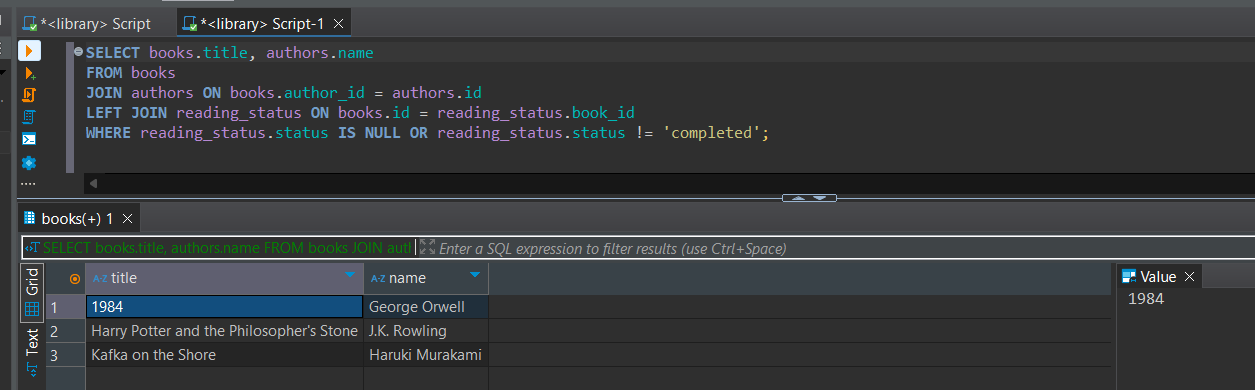 *<library> Script
*<library> Script-1
SELECT books.title, authors.name
FROM books
JOIN authors ON books.author_id = authors.id
LEFT JOIN reading_status ON books.id = reading_status.book_id
WHERE reading_status.status IS NULL OR reading_status.status != 'completed';
books(+) 1
SELECT books.title, authors.name FROM books JOIN aut
Enter a SQL expression to filter results (use Ctrl+Space)
Grid
Text
A-Z title
A-Z name
Value
1 1984 George Orwell
1984
2 Harry Potter and the Philosopher's Stone J.K. Rowling
3 Kafka on the Shore Haruki Murakami